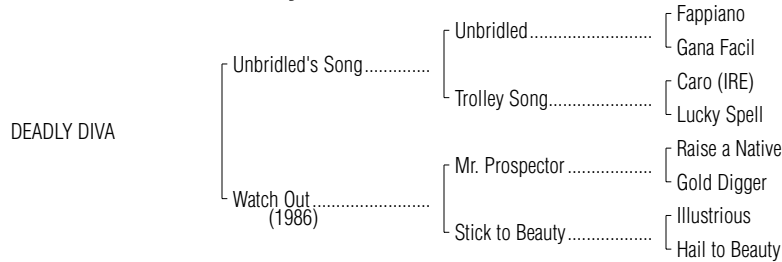 Fappiano
Unbridled..............................
Gana Facil
Unbridled's Song..............
Caro (IRE)
Trolley Song.........................
Lucky Spell
DEADLY DIVA
Raise a Native
Mr. Prospector ....................
Gold Digger
Watch Out............................
(1986)
Illustrious
Stick to Beauty....................
Hail to Beauty